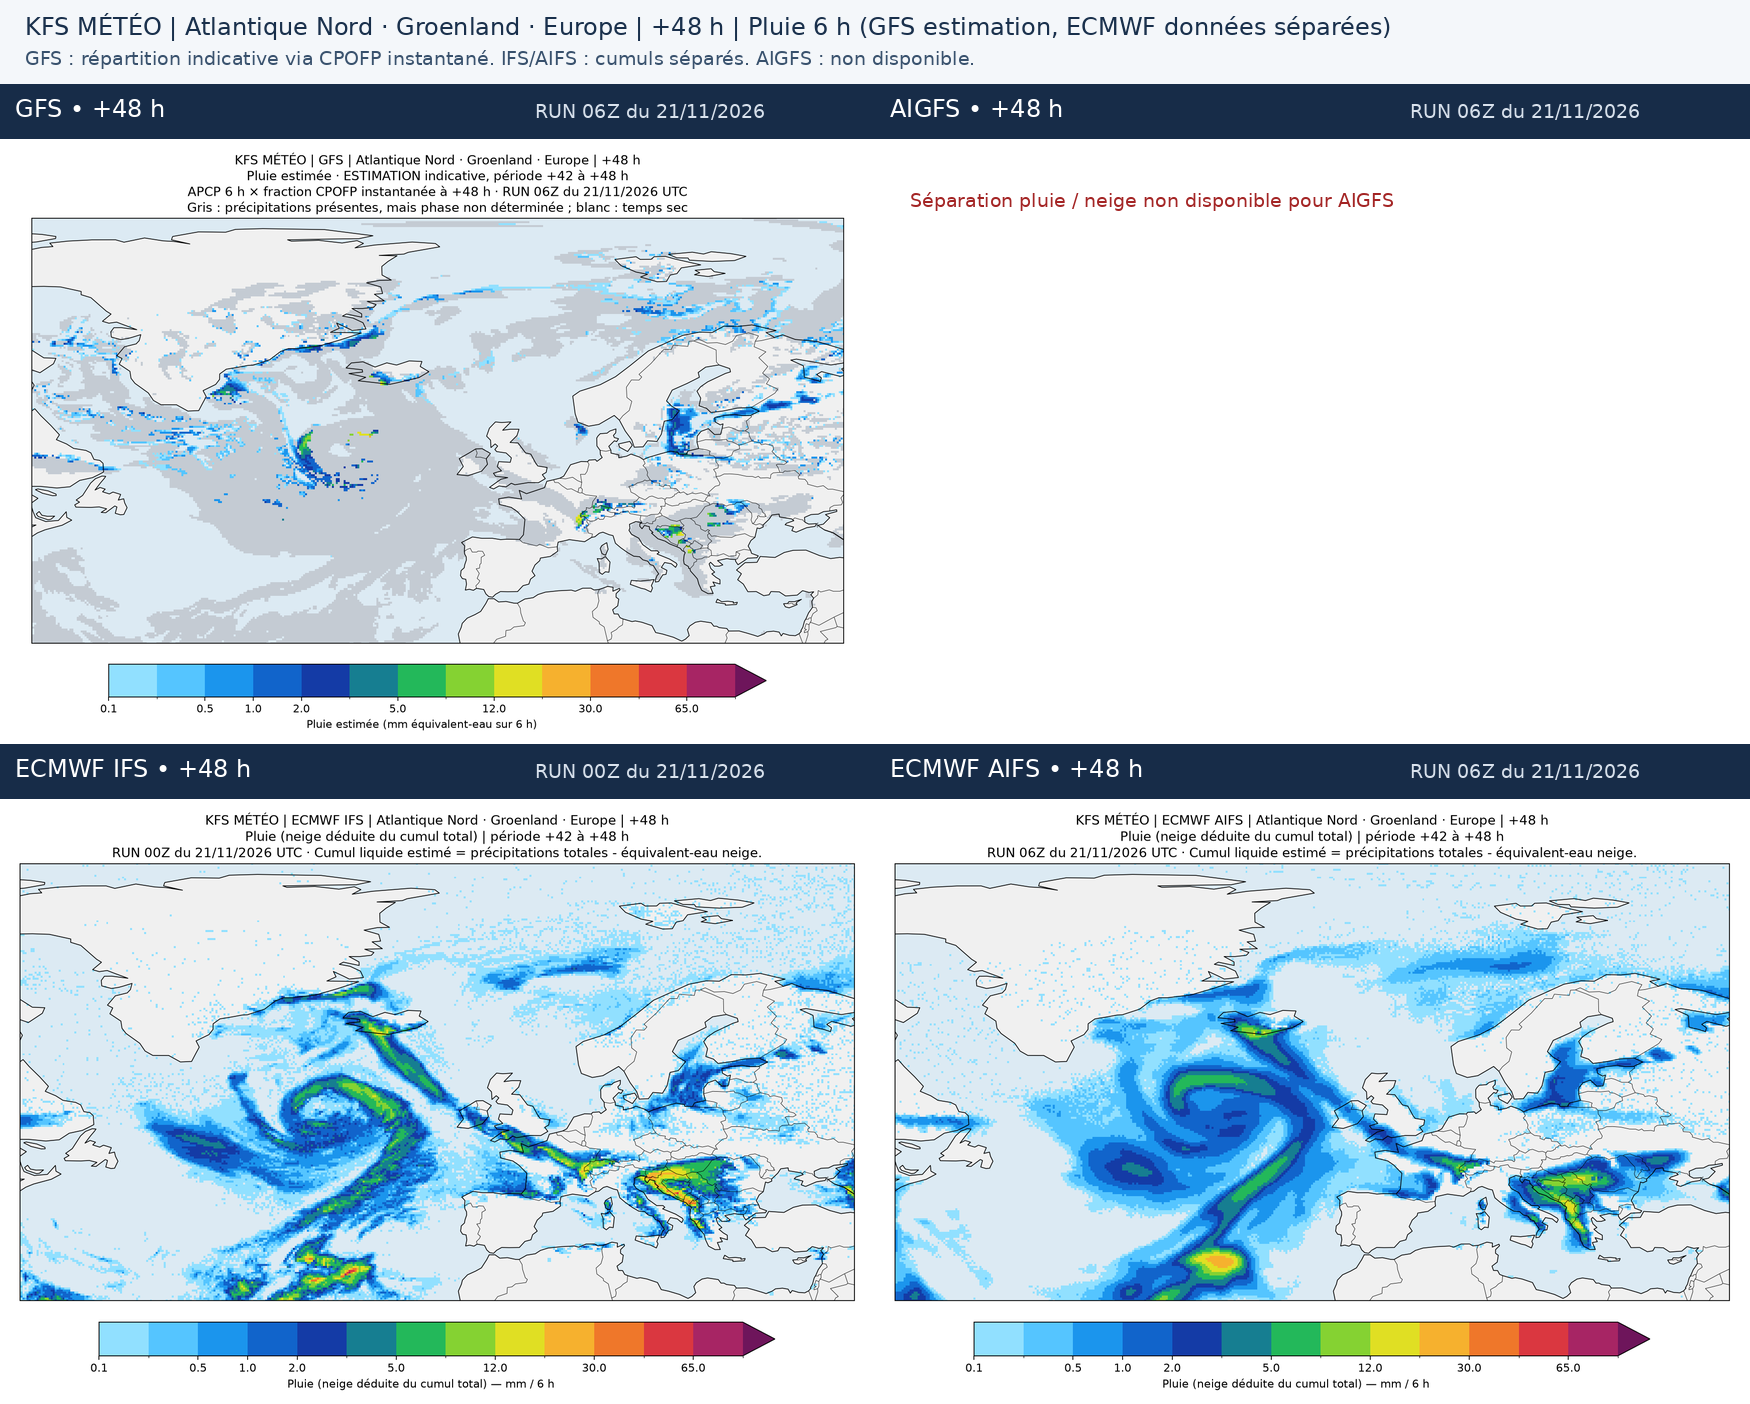 KFS MÉTÉO | Atlantique Nord · Groenland · Europe | +48 h | Pluie 6 h (GFS estimation, ECMWF données séparées)
GFS : répartition indicative via CPOFP instantané. IFS/AIFS : cumuls séparés. AIGFS : non disponible.
GFS • +48 h
RUN 06Z du 21/11/2026
AIGFS • +48 h
RUN 06Z du 21/11/2026
KFS MÉTÉO | GFS | Atlantique Nord · Groenland · Europe | +48 h
Pluie estimée · ESTIMATION indicative, période +42 à +48 h
APCP 6 h × fraction CPOFP instantanée à +48 h · RUN 06Z du 21/11/2026 UTC
Gris : précipitations présentes, mais phase non déterminée ; blanc : temps sec
Séparation pluie / neige non disponible pour AIGFS
0.1 0.5 1.0 2.0 5.0 12.0 30.0 65.0
Pluie estimée (mm équivalent-eau sur 6 h)
ECMWF IFS • +48 h
RUN 00Z du 21/11/2026
ECMWF AIFS • +48 h
RUN 06Z du 21/11/2026
KFS MÉTÉO | ECMWF IFS | Atlantique Nord · Groenland · Europe | +48 h
Pluie (neige déduite du cumul total) | période +42 à +48 h
RUN 00Z du 21/11/2026 UTC · Cumul liquide estimé = précipitations totales - équivalent-eau neige.
KFS MÉTÉO | ECMWF AIFS | Atlantique Nord · Groenland · Europe | +48 h
Pluie (neige déduite du cumul total) | période +42 à +48 h
RUN 06Z du 21/11/2026 UTC · Cumul liquide estimé = précipitations totales - équivalent-eau neige.
0.1 0.5 1.0 2.0 5.0 12.0 30.0 65.0
Pluie (neige déduite du cumul total) — mm / 6 h
0.1 0.5 1.0 2.0 5.0 12.0 30.0 65.0
Pluie (neige déduite du cumul total) — mm / 6 h